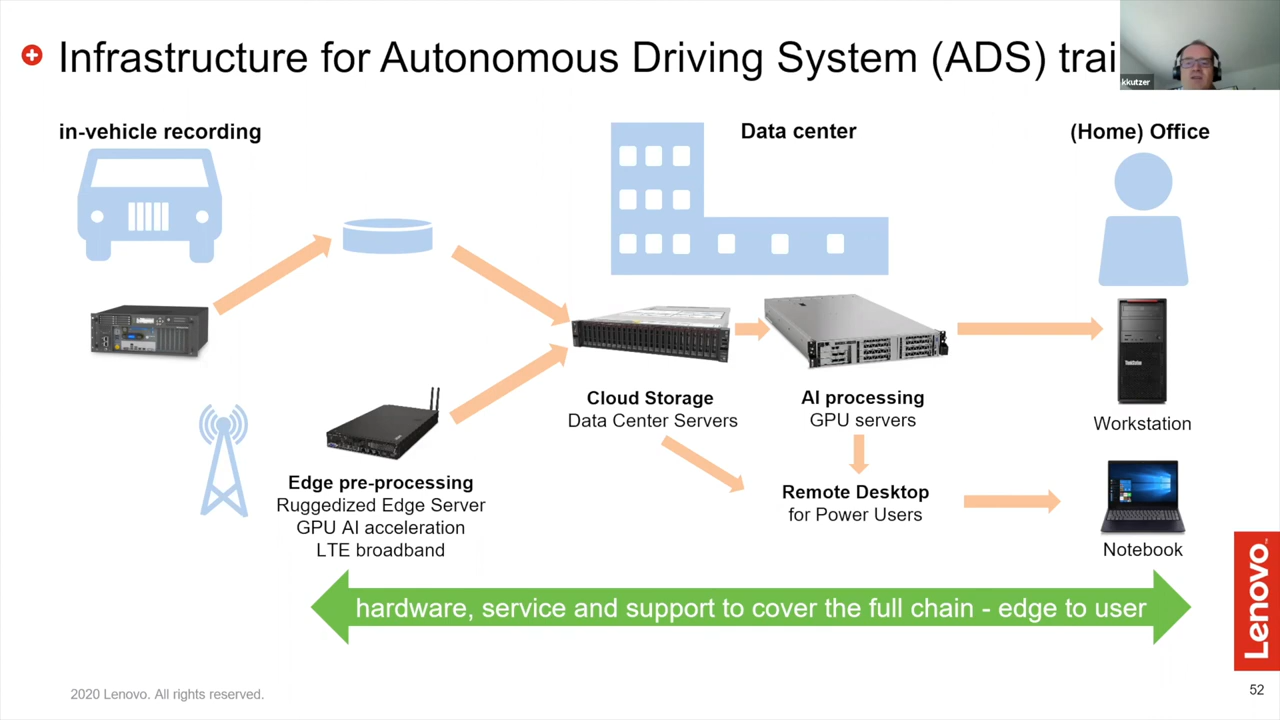 Infrastructure for Autonomous Driving System (ADS) trai
kkutzer
in-vehicle recording
Data center
(Home) Office
Cloud Storage
Data Center Servers
AI processing
GPU servers
Workstation
Edge pre-processing
Ruggedized Edge Server
GPU AI acceleration
LTE broadband
Remote Desktop
for Power Users
Notebook
hardware, service and support to cover the full chain - edge to user
Lenovo
2020 Lenovo. All rights reserved.
52